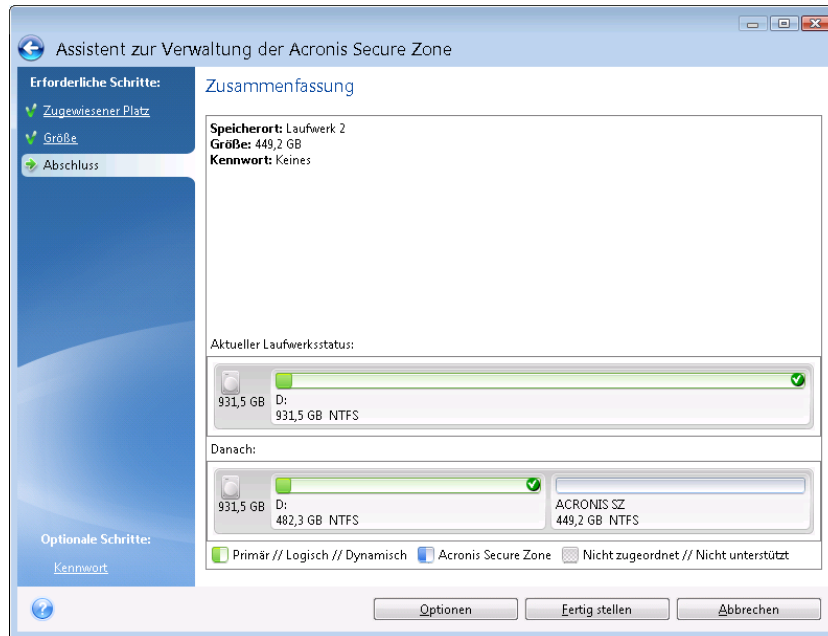 Assistent zur Verwaltung der Acronis Secure Zone
Erforderliche Schritte:
Zugewiesener Platz
Größe
Abschluss
Optionale Schritte:
Kennwort
Zusammenfassung
Speicherort: Laufwerk 2
Größe: 449,2 GB
Kennwort: Keines
Aktueller Laufwerksstatus:
931,5 GB
D:
931,5 GB NTFS
Danach:
931,5 GB
D:
482,3 GB NTFS
ACRONIS SZ
449,2 GB NTFS
Primär // Logisch // Dynamisch
Acronis Secure Zone
Nicht zugeordnet // Nicht unterstützt
?
Optionen
Fertig stellen
Abbrechen